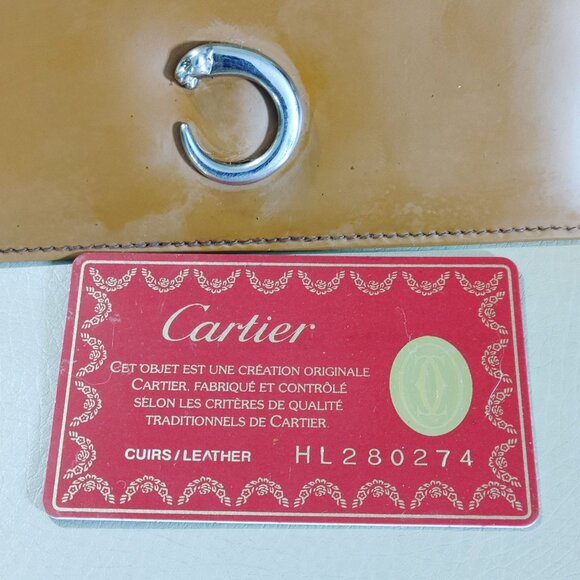 Cartier
CET OBJET EST UNE CRÉATION ORIGINALE
CARTIER, FABRIQUÉ ET CONTRÔLÉ
SELON LES CRITÈRES DE QUALITÉ
TRADITIONNELS DE CARTIER.
CUIRS/LEATHER HL280274